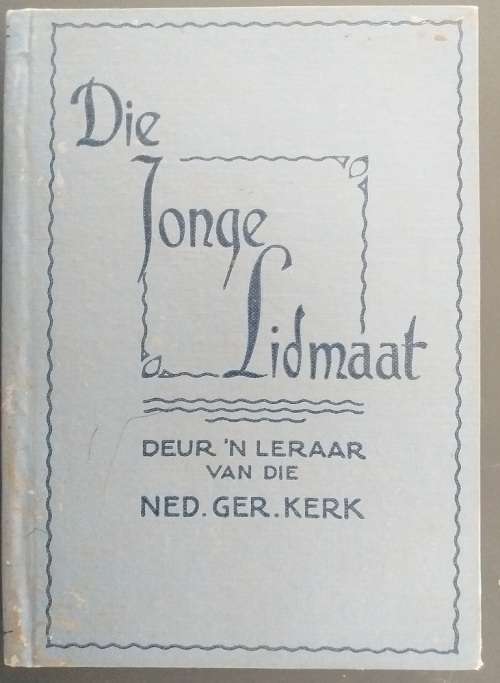 Die
Jonge
Lidmaat
DEUR 'N LERAAR
VAN DIE
NED. GER. KERK